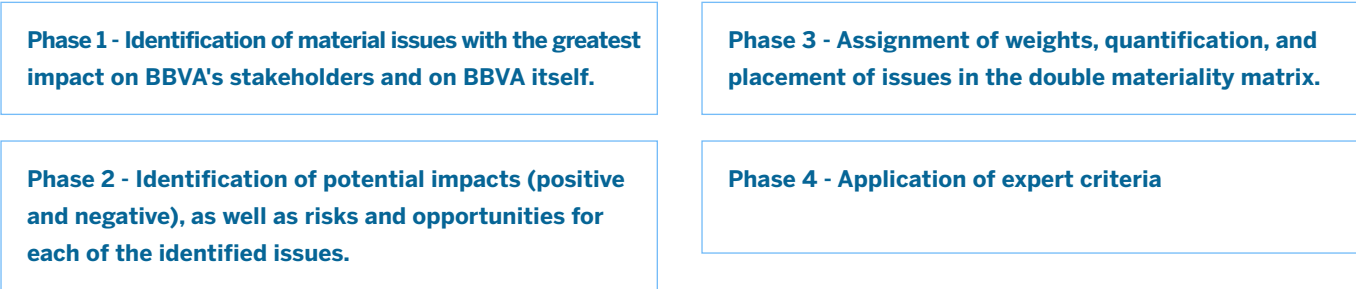 Phase 1 - Identification of material issues with the greatest
impact on BBVA's stakeholders and on BBVA itself.
Phase 2 - Identification of potential impacts (positive
and negative), as well as risks and opportunities for
each of the identified issues.
Phase 3 - Assignment of weights, quantification, and
placement of issues in the double materiality matrix.
Phase 4 - Application of expert criteria